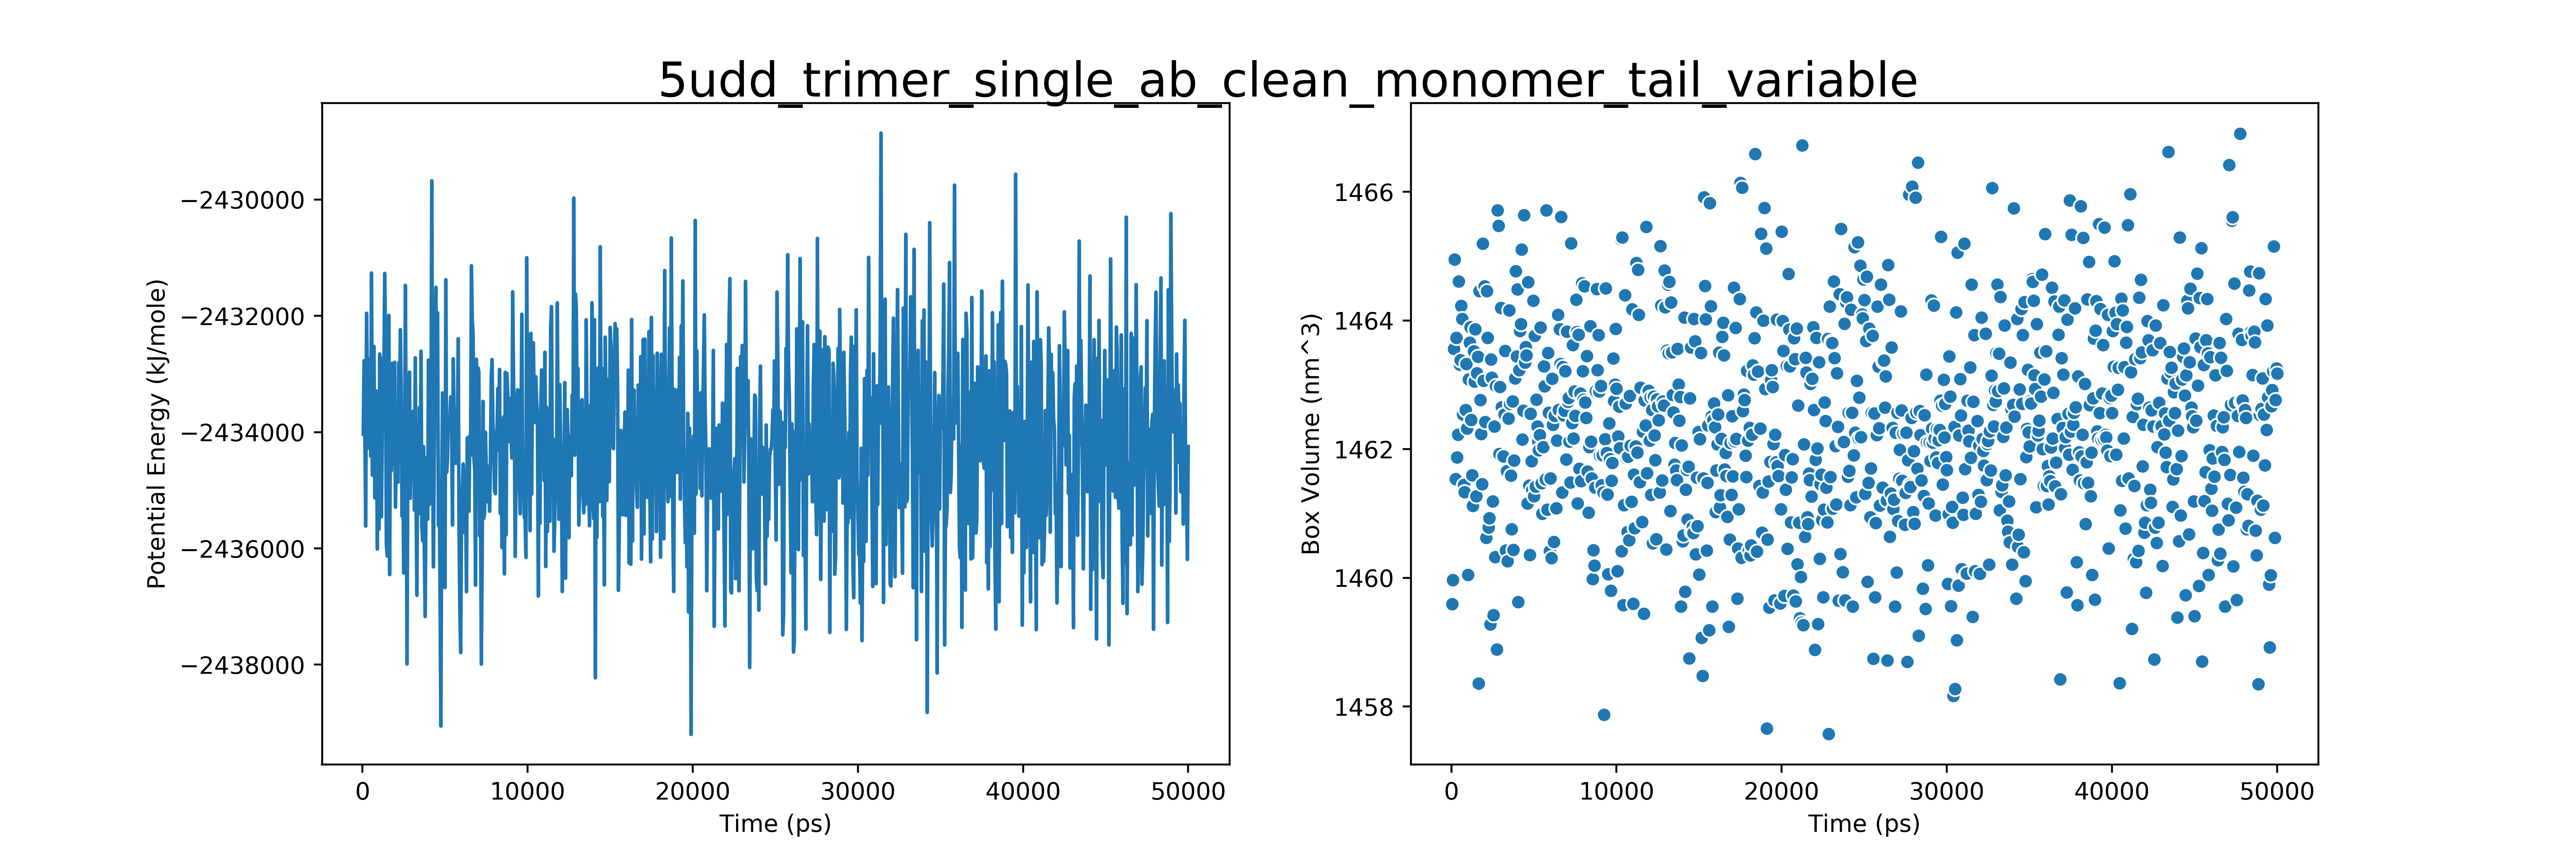 5udd_trimer_single_ab_clean_monomer_tail_variable
Potential Energy (kJ/mole)
−2430000
−2432000
−2434000
−2436000
−2438000
0 10000 20000 30000 40000 50000
Time (ps)
Box Volume (nm^3)
1466
1464
1462
1460
1458
0 10000 20000 30000 40000 50000
Time (ps)